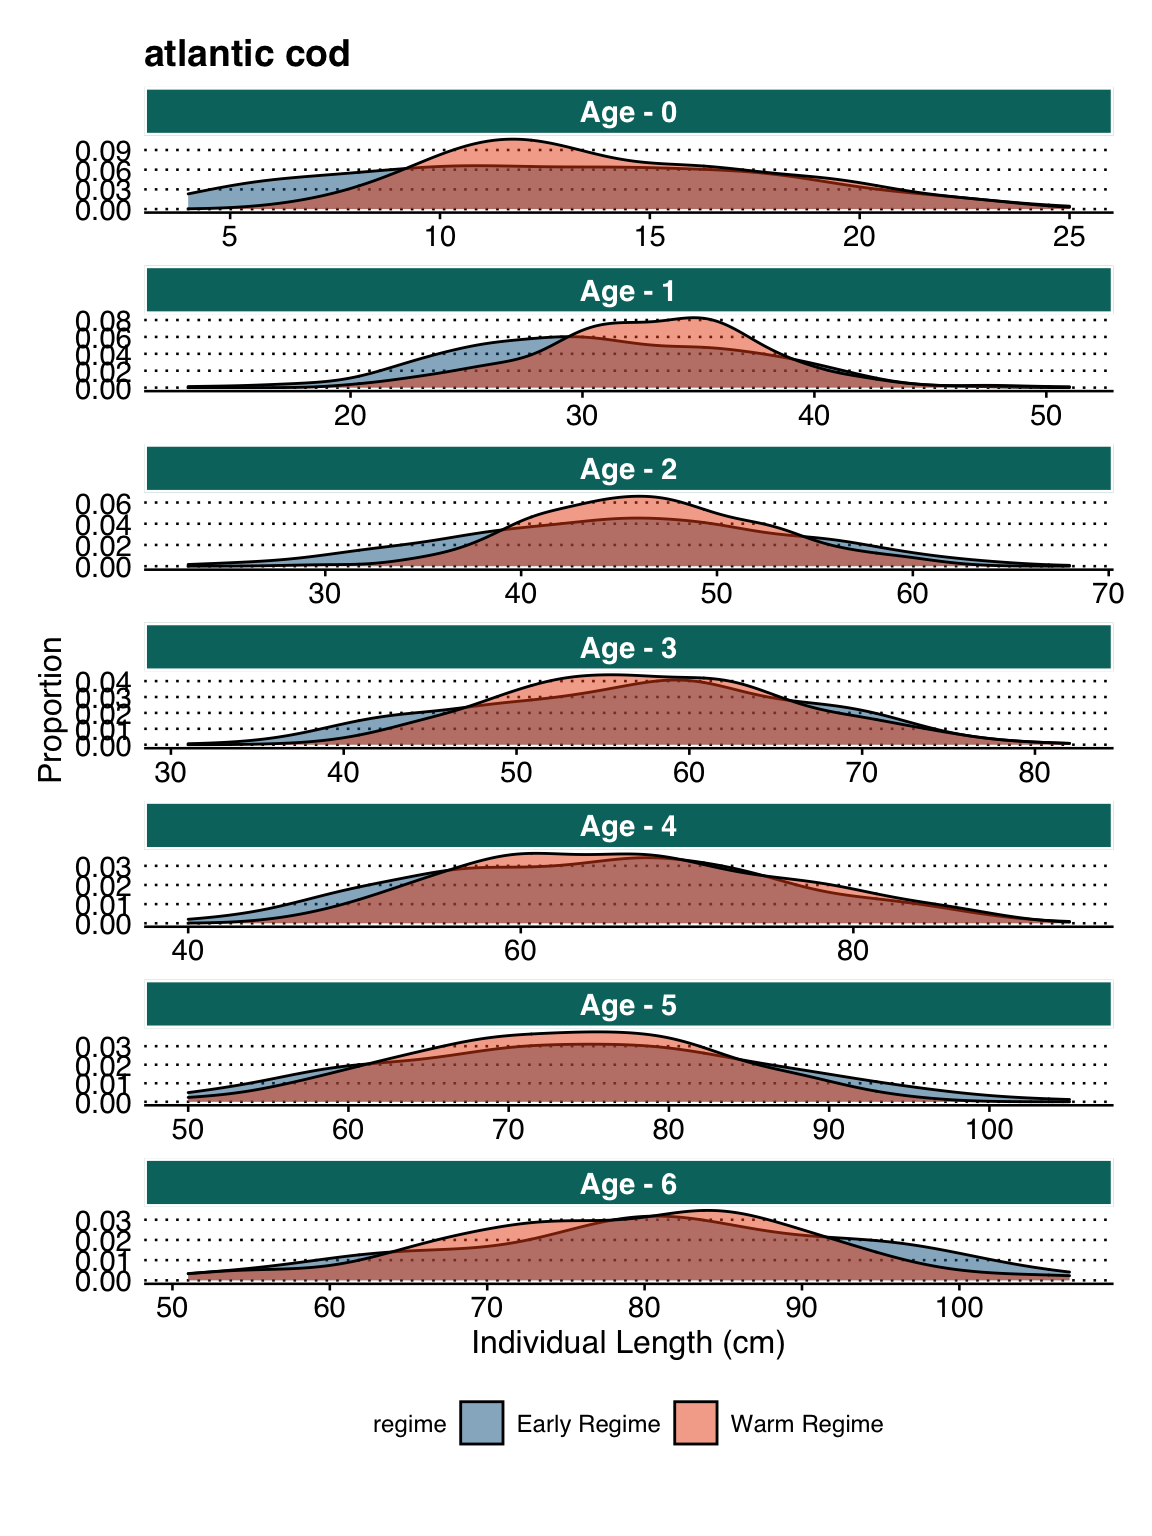 atlantic cod
Age - 0
0.09
0.06
0.03
0.00
5 10 15 20 25
Age - 1
0.08
0.06
0.04
0.02
0.00
20 30 40 50
Age - 2
0.06
0.04
0.02
0.00
30 40 50 60 70
Age - 3
0.04
0.03
0.02
0.01
0.00
30 40 50 60 70 80
Proportion
Age - 4
0.03
0.02
0.01
0.00
40 60 80
Age - 5
0.03
0.02
0.01
0.00
50 60 70 80 90 100
Age - 6
0.03
0.02
0.01
0.00
50 60 70 80 90 100
Individual Length (cm)
regime Early Regime Warm Regime